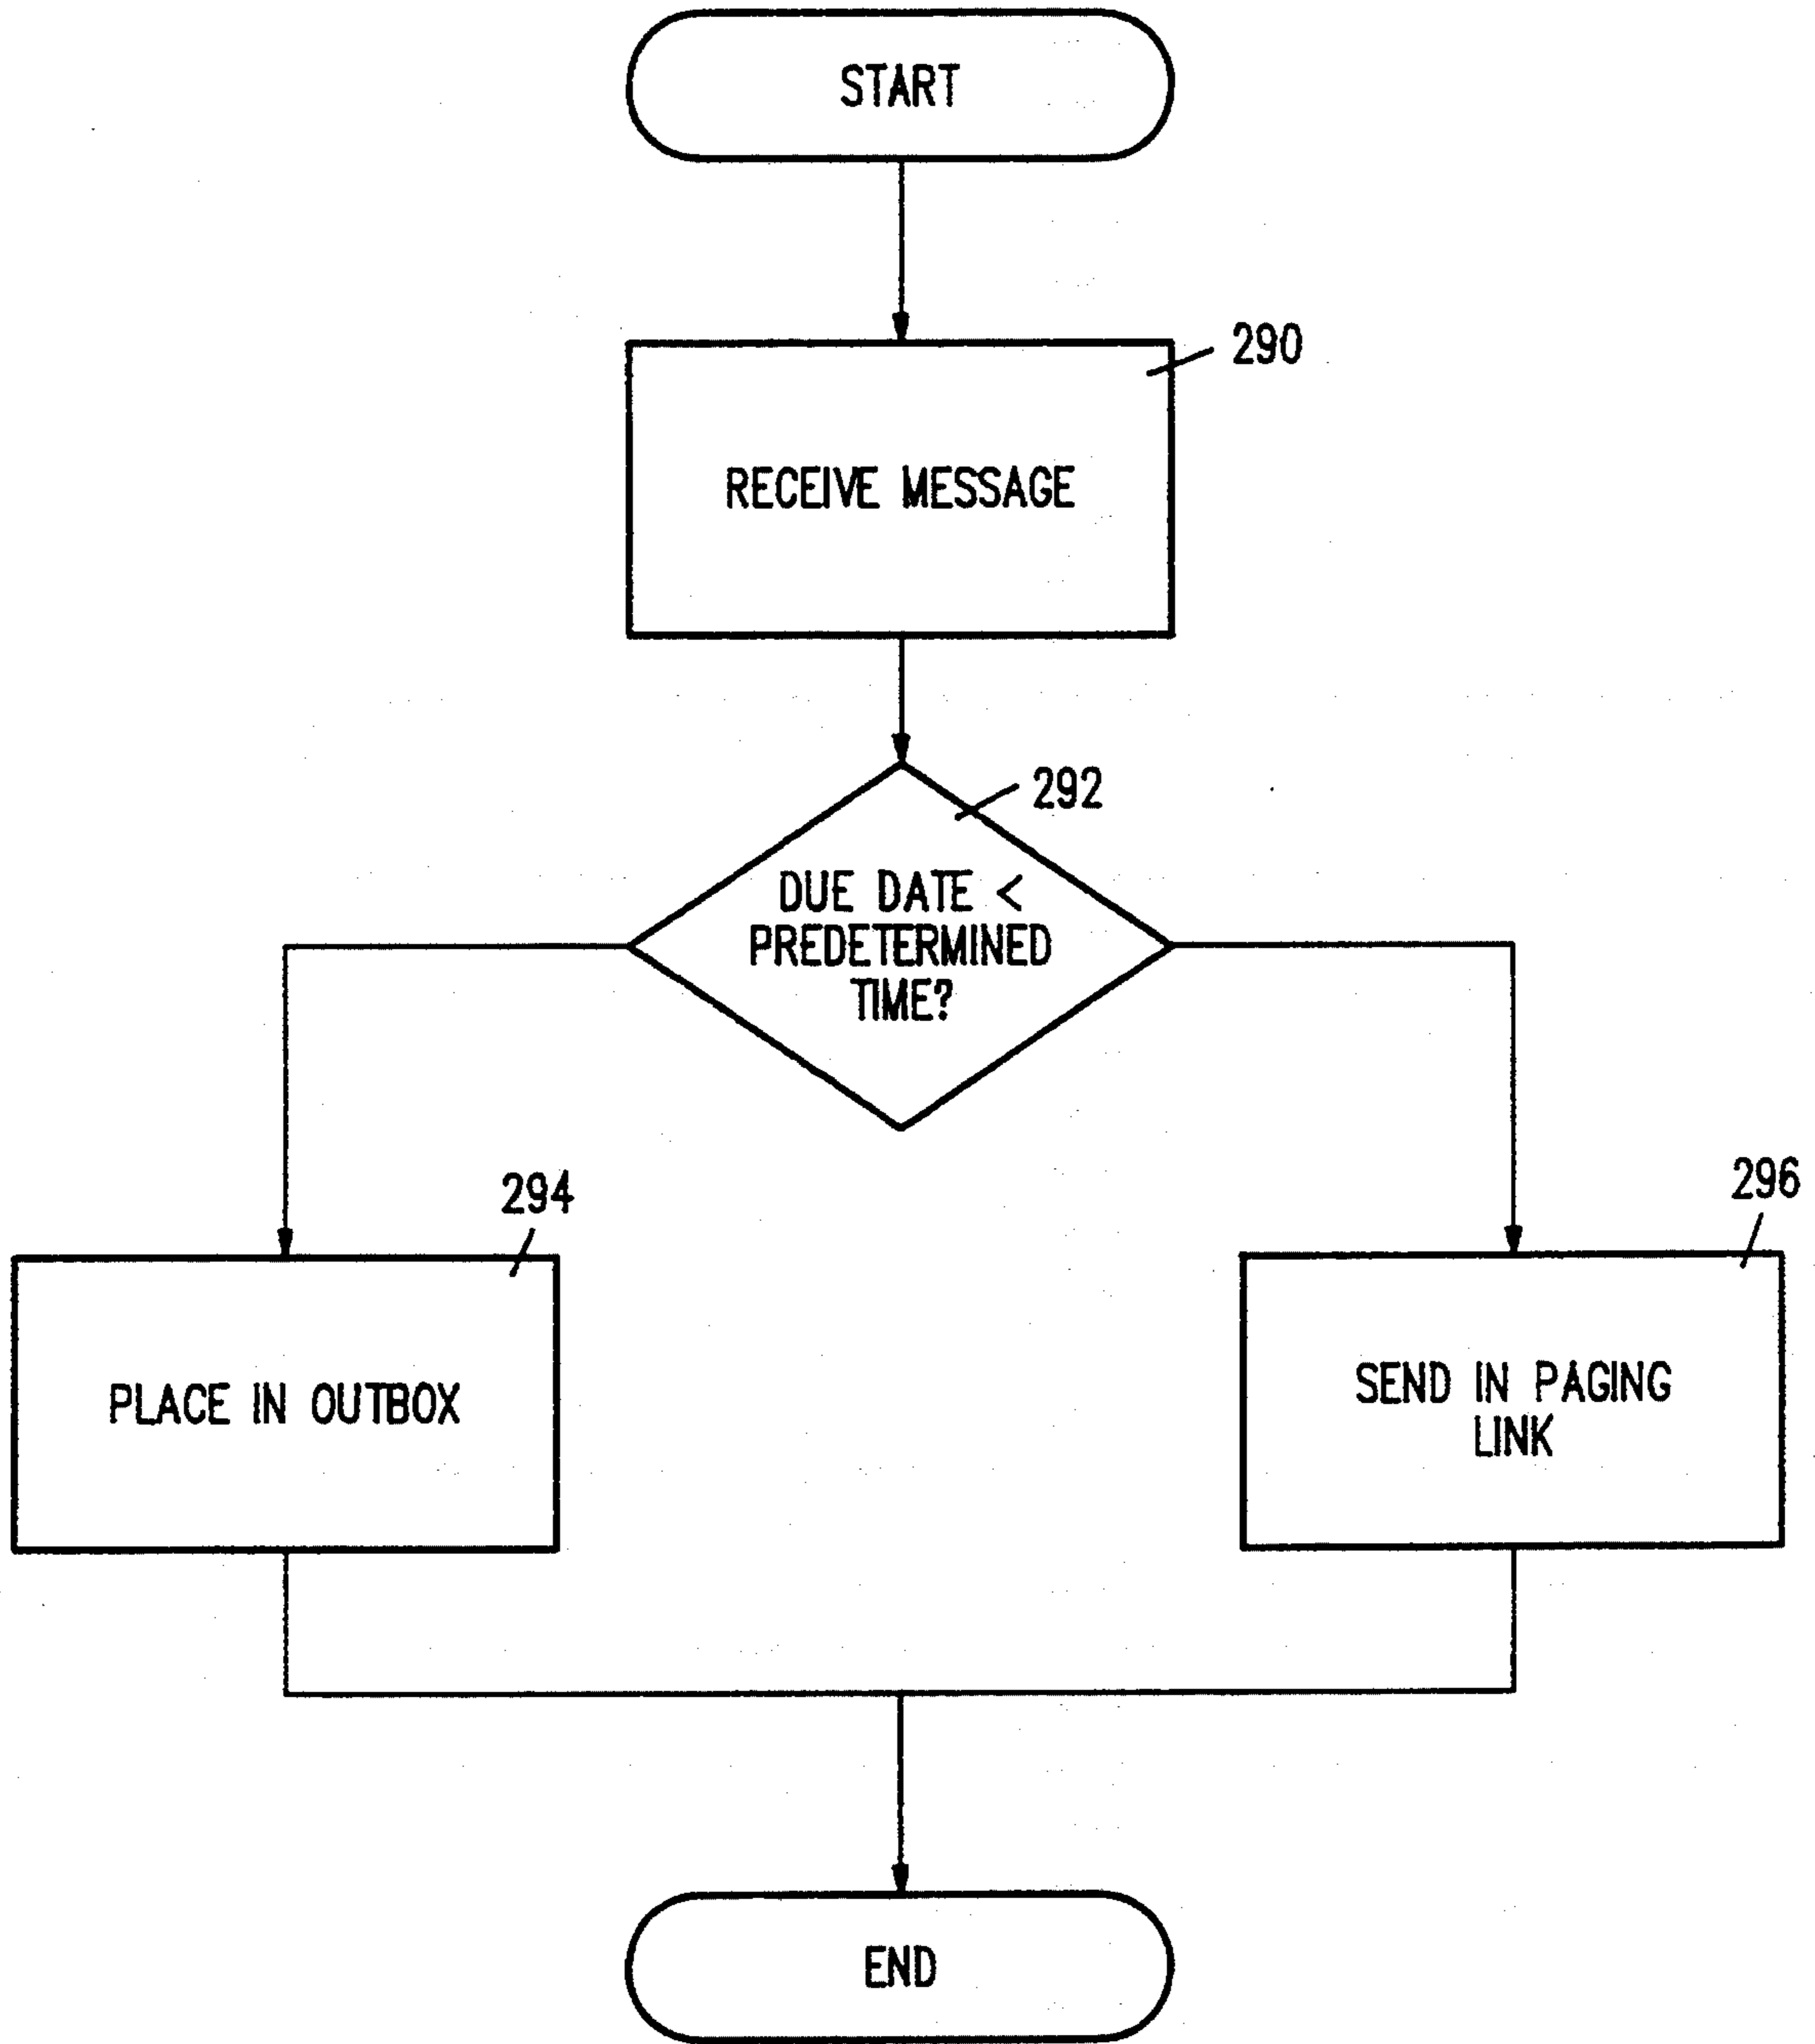 START
290
RECEIVE MESSAGE
292
DUE DATE <
PREDETERMINED
TIME?
294
PLACE IN OUTBOX
296
SEND IN PAGING
LINK
END